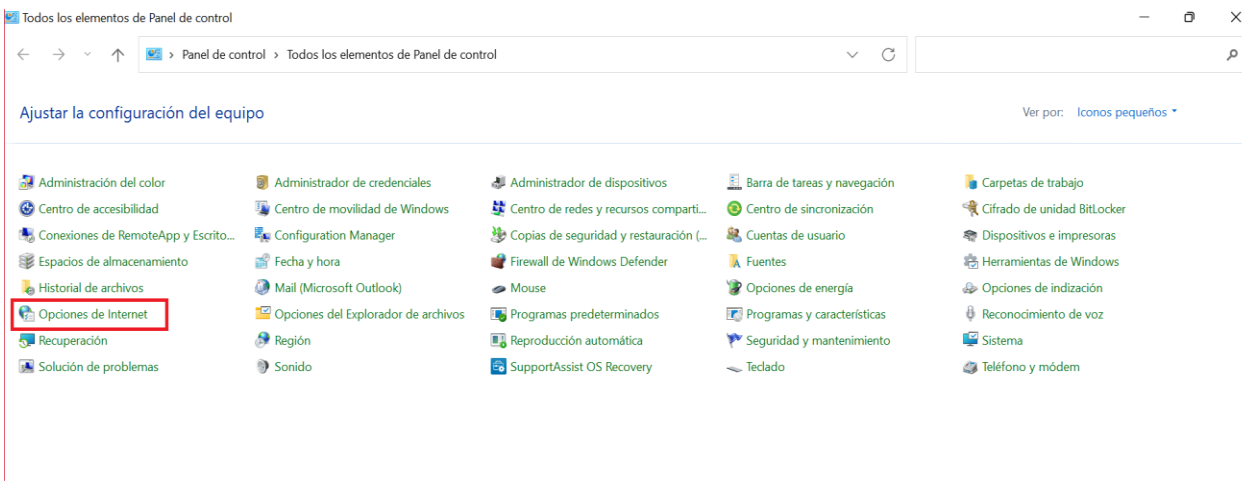 Todos los elementos de Panel de control
Panel de control > Todos los elementos de Panel de control
Ajustar la configuración del equipo
Ver por: Iconos pequeños
Administración del color
Administrador de credenciales
Administrador de dispositivos
Barra de tareas y navegación
Carpetas de trabajo
Centro de accesibilidad
Centro de movilidad de Windows
Centro de redes y recursos comparti...
Centro de sincronización
Cifrado de unidad BitLocker
Conexiones de RemoteApp y Escrito...
Configuration Manager
Copias de seguridad y restauración (...
Cuentas de usuario
Dispositivos e impresoras
Espacios de almacenamiento
Fecha y hora
Firewall de Windows Defender
Fuentes
Herramientas de Windows
Historial de archivos
Mail (Microsoft Outlook)
Mouse
Opciones de energía
Opciones de indización
Opciones de Internet
Opciones del Explorador de archivos
Programas predeterminados
Programas y características
Reconocimiento de voz
Recuperación
Región
Reproducción automática
Seguridad y mantenimiento
Sistema
Solución de problemas
Sonido
SupportAssist OS Recovery
Teclado
Teléfono y módem